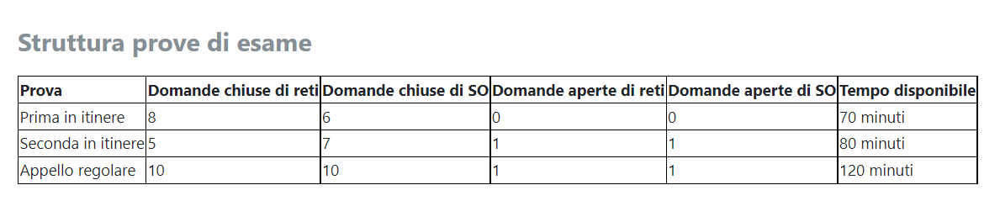 Struttura prove di esame
Prova Domande chiuse di reti Domande chiuse di SO Domande aperte di reti Domande aperte di SO Tempo disponibile
Prima in itinere 8 6 0 0 70 minuti
Seconda in itinere 5 7 1 1 80 minuti
Appello regolare 10 10 1 1 120 minuti